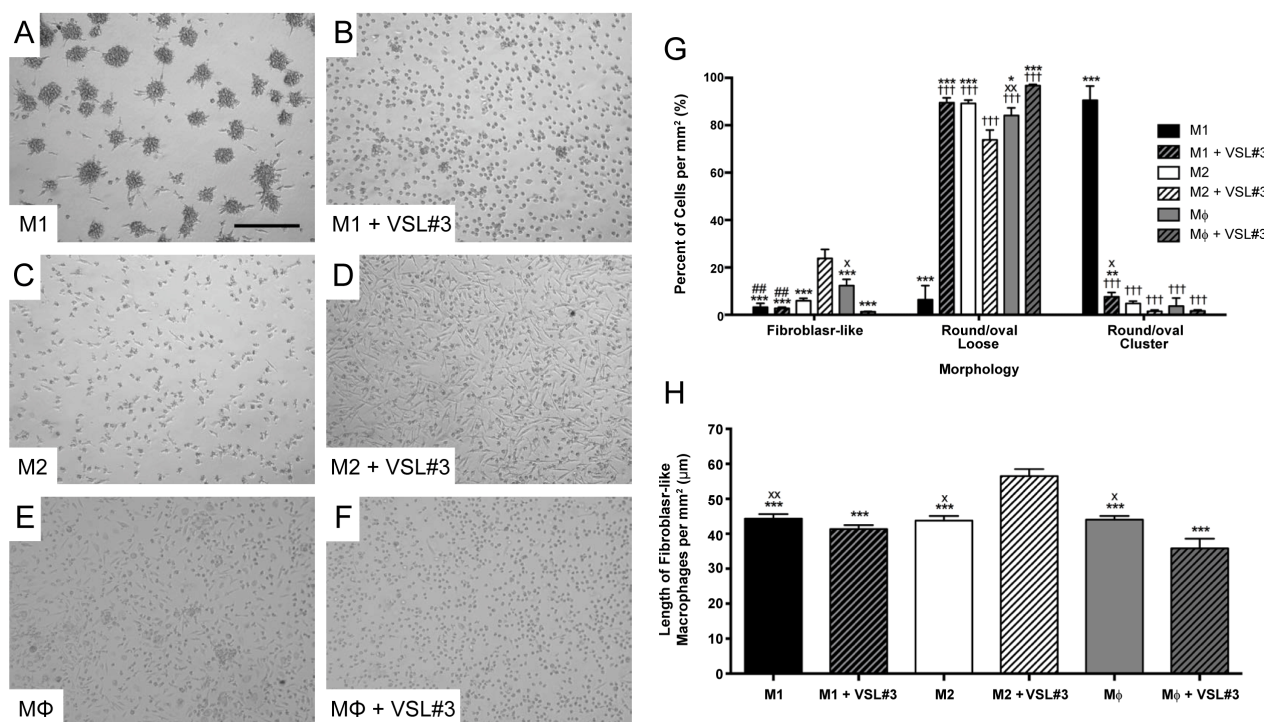 A
M1
B
M1 + VSL#3
C
M2
D
M2 + VSL#3
E
MΦ
F
MΦ + VSL#3
G
Percent of Cells per mm² (%)
100
80
60
40
20
0
##
***
##
***
***
x
***
***
***
***
†††
***
†††
†††
*
xx
†††
***
†††
***
x
**
†††
†††
†††
†††
†††
Fibroblasr-like
Round/oval
Loose
Round/oval
Cluster
Morphology
M1
M1 + VSL#3
M2
M2 + VSL#3
Mϕ
Mϕ + VSL#3
H
Length of Fibroblasr-like
Macrophages per mm² (µm)
70
60
50
40
30
20
10
0
xx
***
***
x
***
x
***
***
M1
M1 + VSL#3
M2
M2 +VSL#3
Mϕ
Mϕ + VSL#3